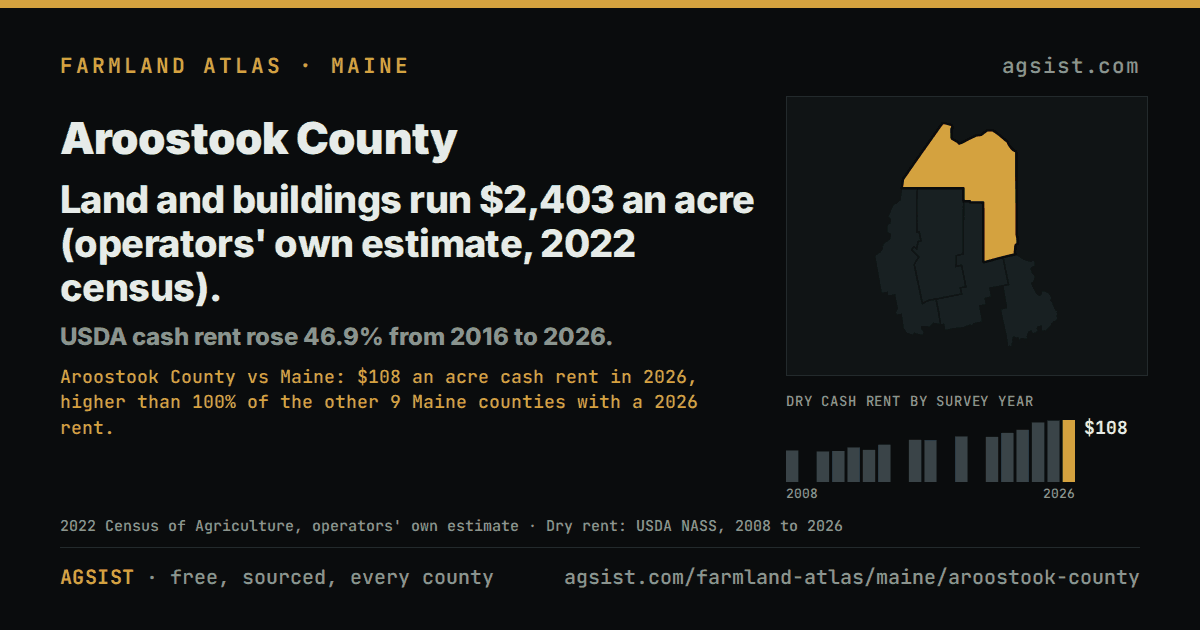 FARMLAND ATLAS · MAINE
agsist.com
Aroostook County
Land and buildings run $2,403 an acre
(operators' own estimate, 2022
census).
USDA cash rent rose 46.9% from 2016 to 2026.
Aroostook County vs Maine: $108 an acre cash rent in 2026,
higher than 100% of the other 9 Maine counties with a 2026
rent.
DRY CASH RENT BY SURVEY YEAR
$108
2008
2026
2022 Census of Agriculture, operators' own estimate · Dry rent: USDA NASS, 2008 to 2026
AGSIST · free, sourced, every county
agsist.com/farmland-atlas/maine/aroostook-county